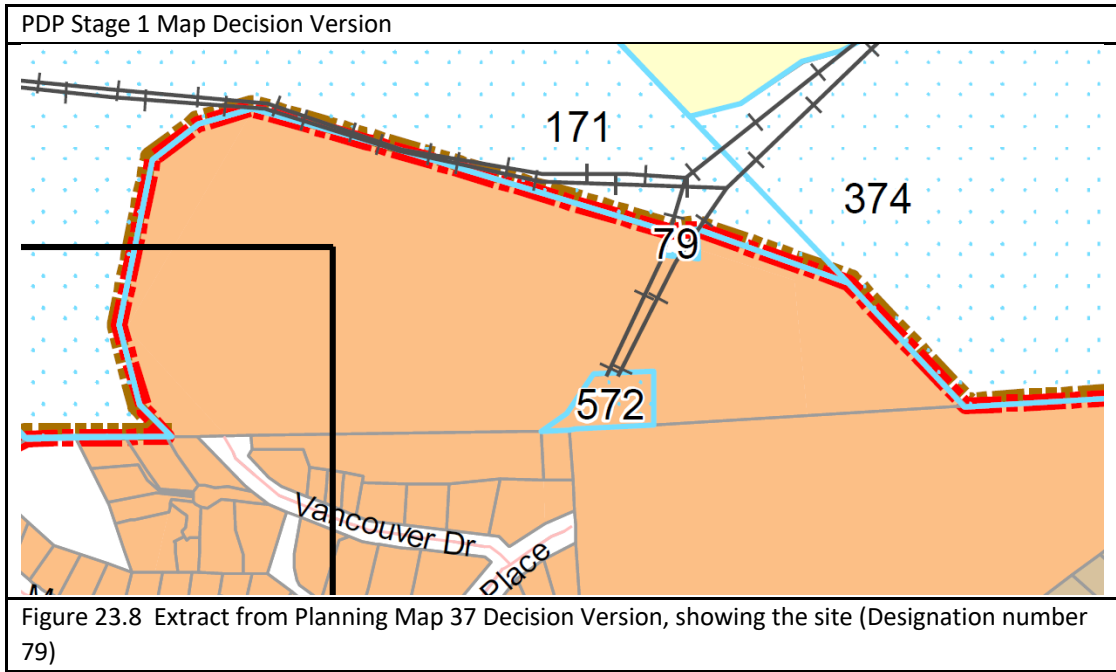 PDP Stage 1 Map Decision Version
171
374
79
572
Vancouver Dr
Place
Figure 23.8 Extract from Planning Map 37 Decision Version, showing the site (Designation number
79)